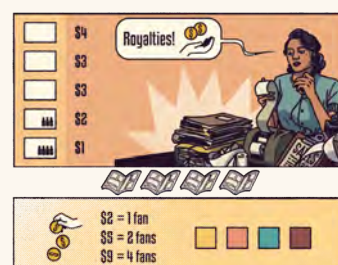 $4
Royalties!
$3
$3
$2
$1
$2 = 1 fan
$5 = 2 fans
$9 = 4 fans